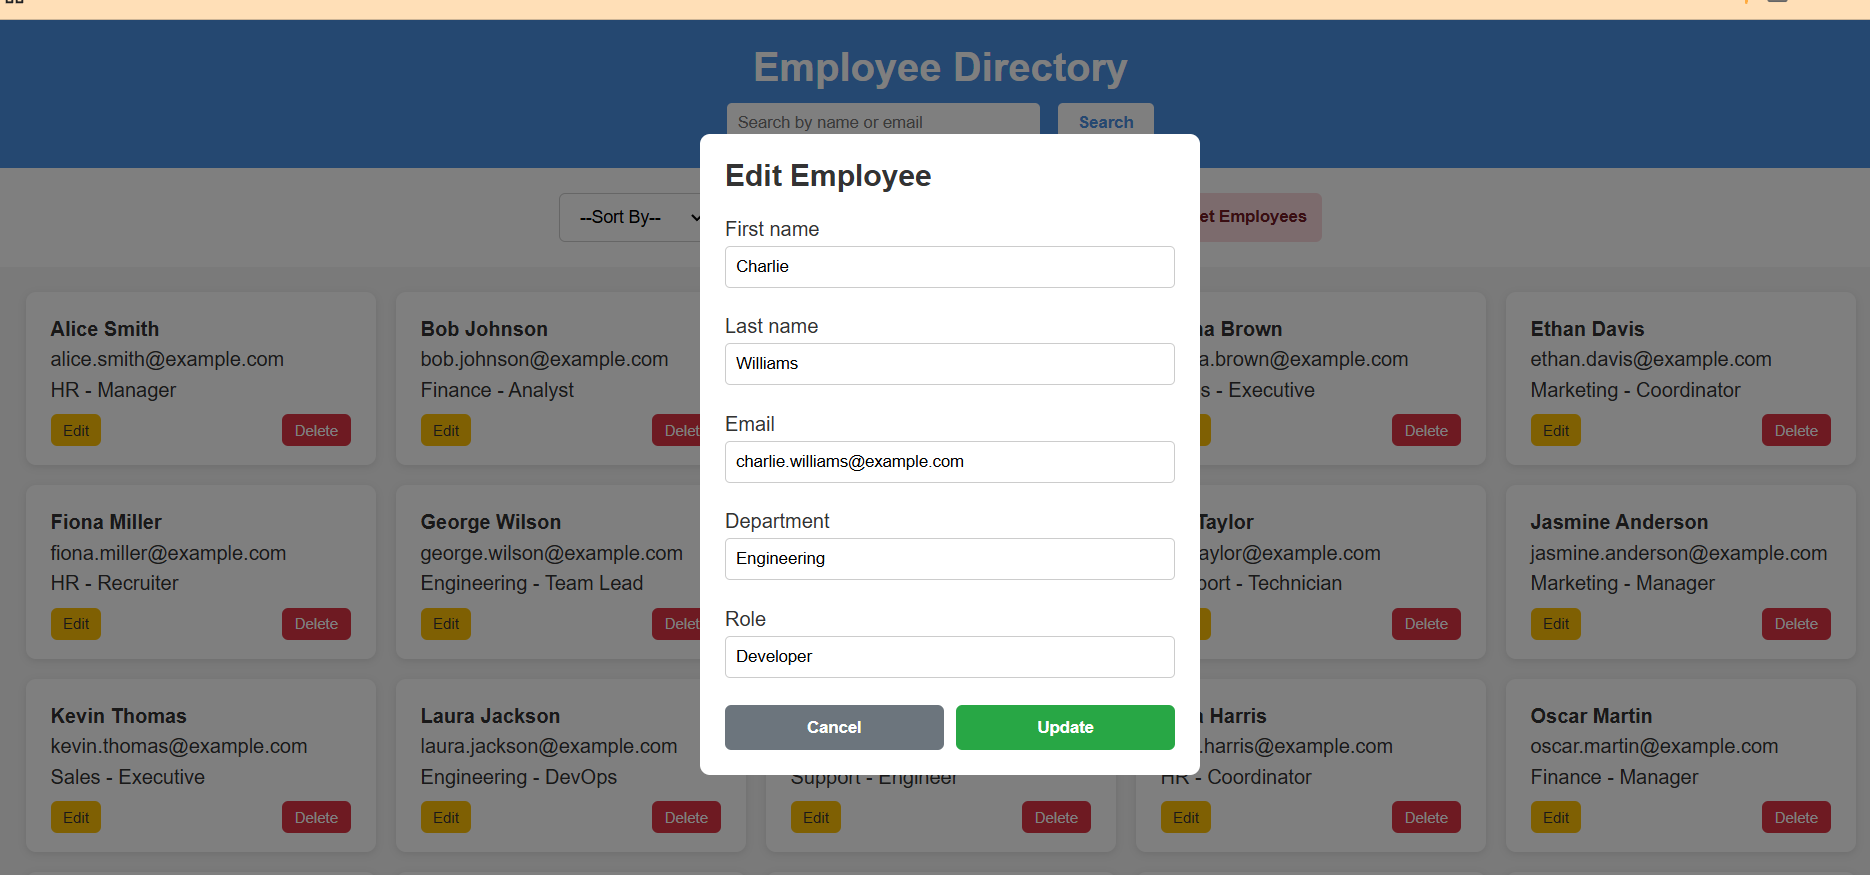 Employee Directory
Search by name or email
Search
--Sort By--
et Employees
Edit Employee
First name
Charlie
Last name
Williams
Email
charlie.williams@example.com
Department
Engineering
Role
Developer
Cancel
Update
Alice Smith
alice.smith@example.com
HR - Manager
Edit
Delete
Bob Johnson
bob.johnson@example.com
Finance - Analyst
Edit
Delet
na Brown
a.brown@example.com
s - Executive
Delete
Ethan Davis
ethan.davis@example.com
Marketing - Coordinator
Edit
Delete
Fiona Miller
fiona.miller@example.com
HR - Recruiter
Edit
Delete
George Wilson
george.wilson@example.com
Engineering - Team Lead
Edit
Delet
Taylor
aylor@example.com
ort - Technician
Delete
Jasmine Anderson
jasmine.anderson@example.com
Marketing - Manager
Edit
Delete
Kevin Thomas
kevin.thomas@example.com
Sales - Executive
Edit
Delete
Laura Jackson
laura.jackson@example.com
Engineering - DevOps
Edit
Delete
Support - Engineer
Edit
Delete
Harris
.harris@example.com
HR - Coordinator
Edit
Delete
Oscar Martin
oscar.martin@example.com
Finance - Manager
Edit
Delete